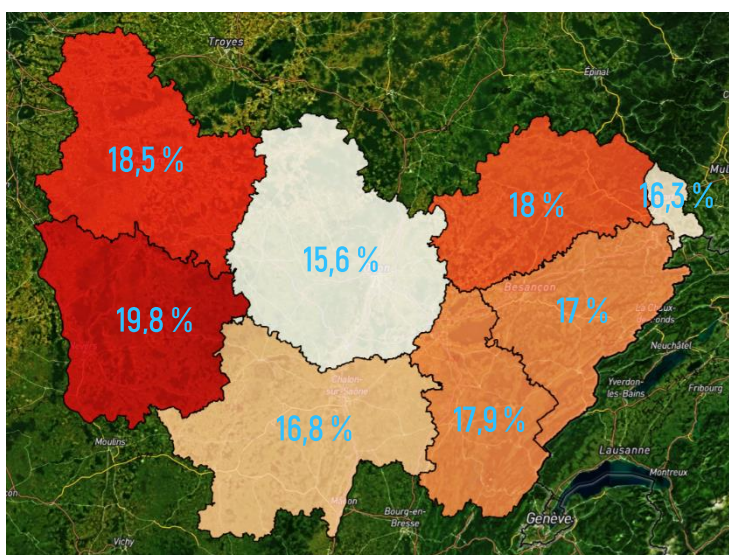 Troyes
Épinal
18,5 %
18 %
16,3 %
15,6 %
Besançon
19,8 %
17 %
Neuchâtel
Chalon-
sur-Saône
Yverdon-
les-Bains
Fribourg
16,8 %
17,9 %
Moulins
Lausanne
Montreux
Mâcon
Bourg-en-
Bresse
Genève
Vichy